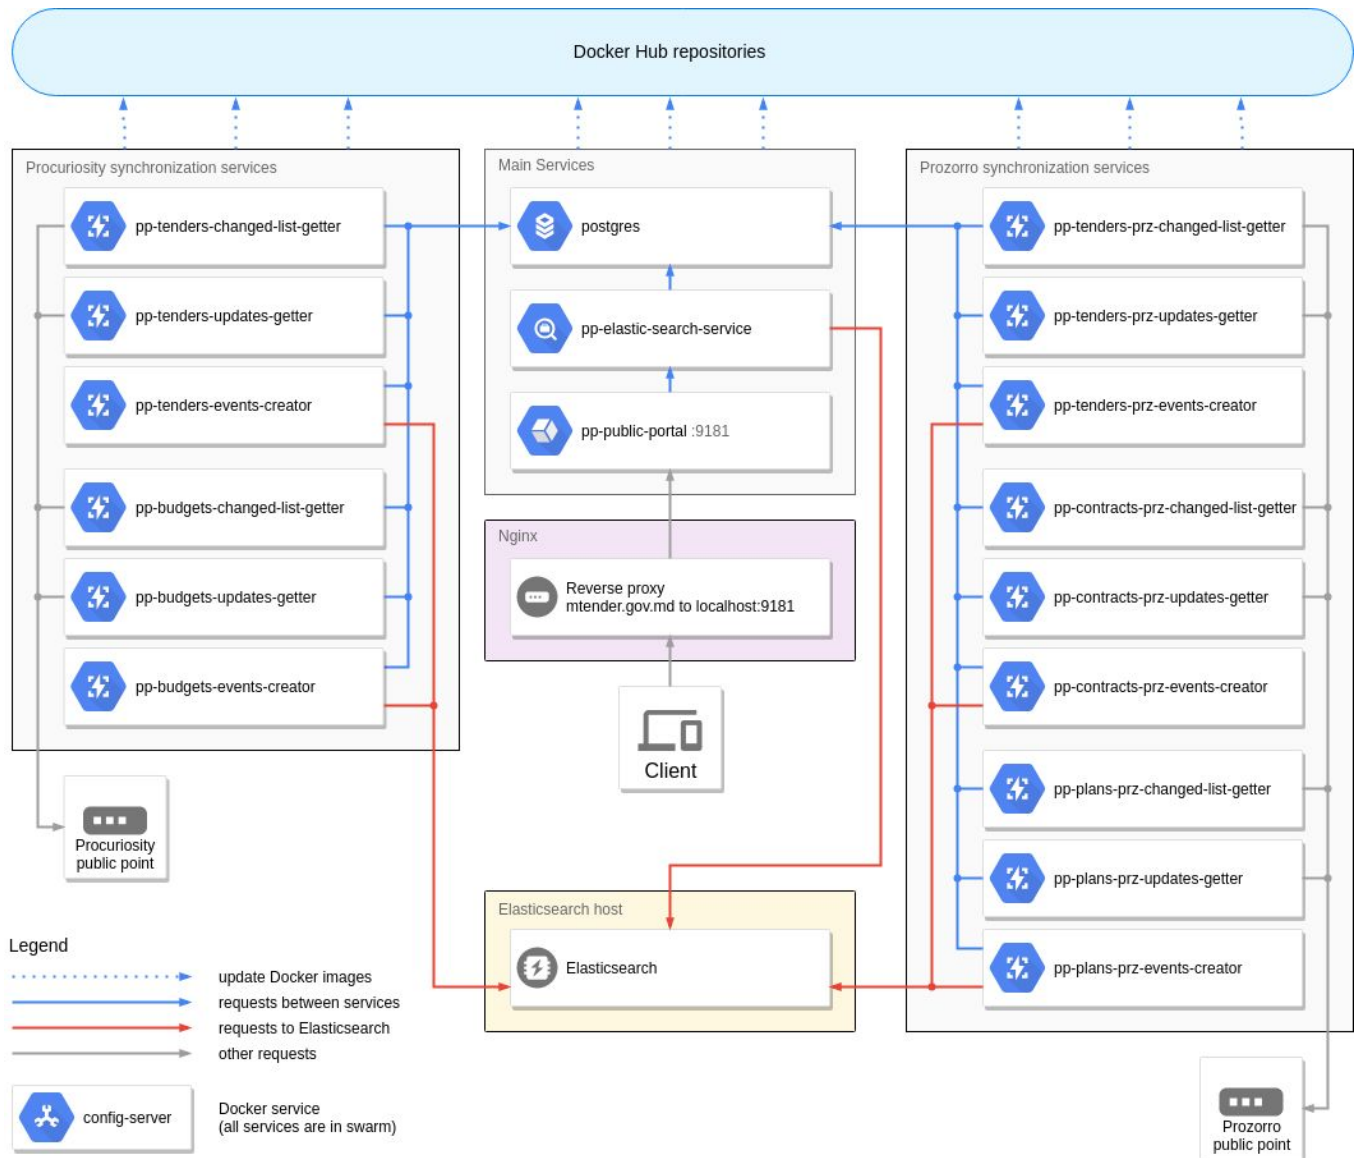 Docker Hub repositories
Procuriosity synchronization services
pp-tenders-changed-list-getter
pp-tenders-updates-getter
pp-tenders-events-creator
pp-budgets-changed-list-getter
pp-budgets-updates-getter
pp-budgets-events-creator
Procuriosity
public point
Main Services
postgres
pp-elastic-search-service
pp-public-portal :9181
Nginx
Reverse proxy
mtender.gov.md to localhost:9181
Client
Elasticsearch host
Elasticsearch
Prozorro synchronization services
pp-tenders-prz-changed-list-getter
pp-tenders-prz-updates-getter
pp-tenders-prz-events-creator
pp-contracts-prz-changed-list-getter
pp-contracts-prz-updates-getter
pp-contracts-prz-events-creator
pp-plans-prz-changed-list-getter
pp-plans-prz-updates-getter
pp-plans-prz-events-creator
Prozorro
public point
Legend
update Docker images
requests between services
requests to Elasticsearch
other requests
config-server
Docker service
(all services are in swarm)